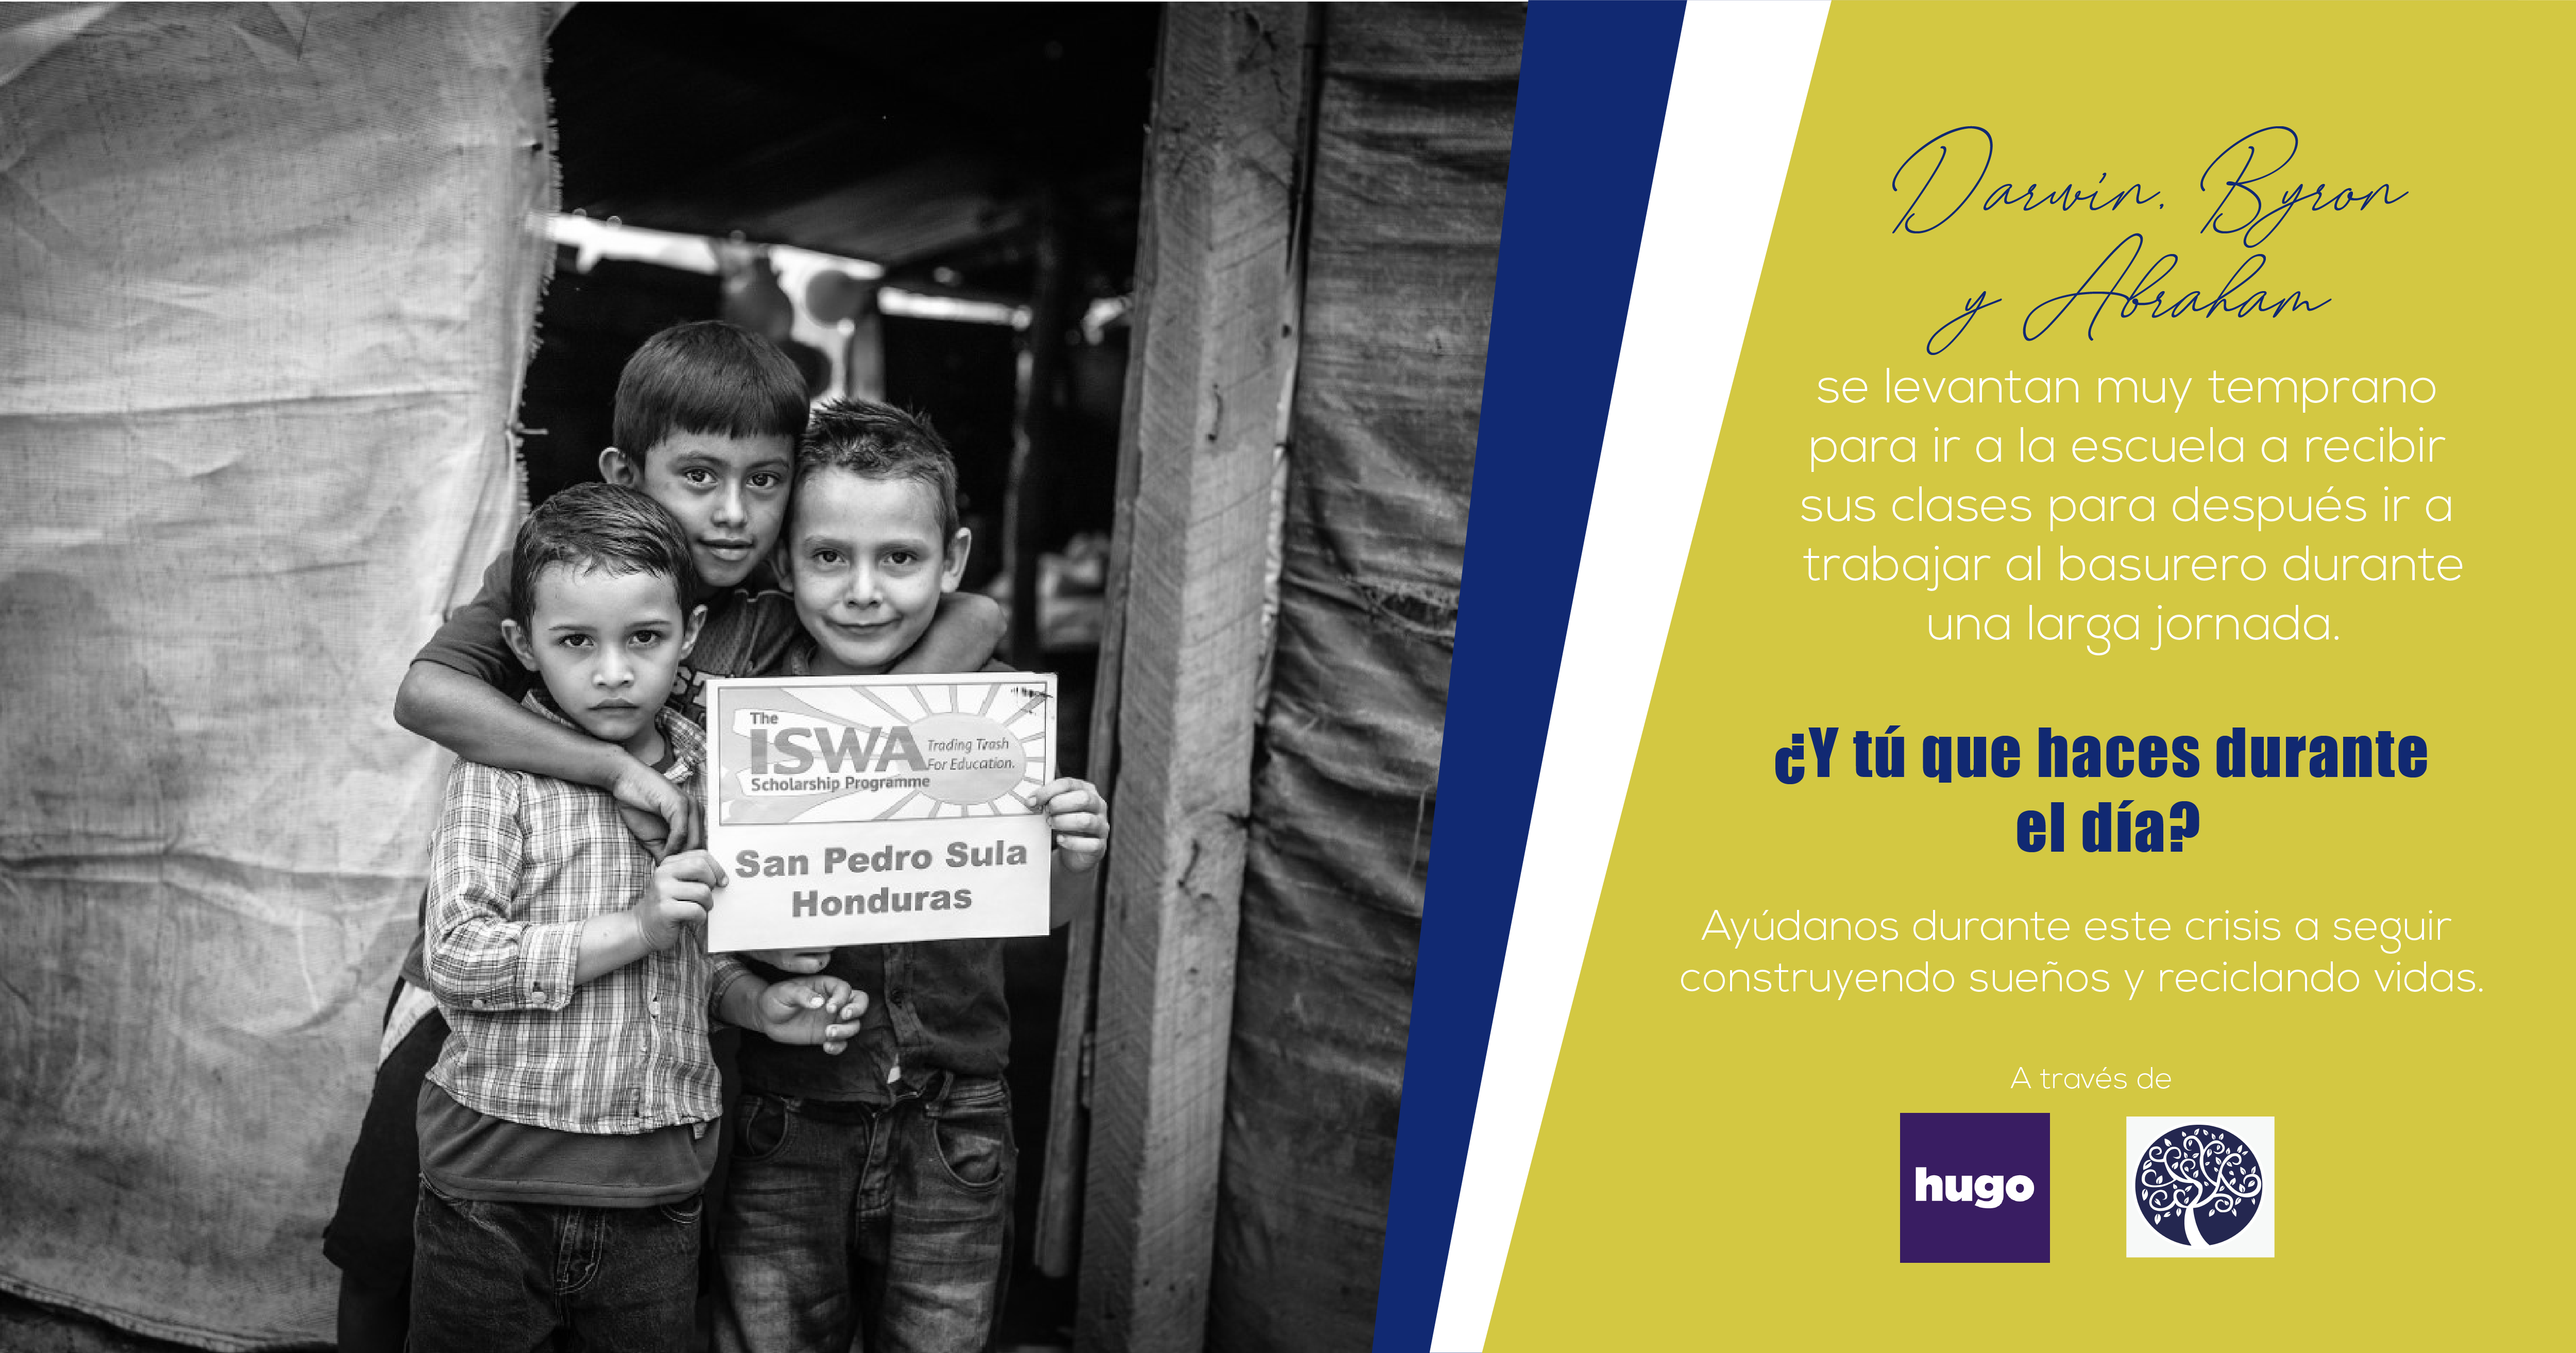 The
ISWA
Trading Trash
For Education.
Scholarship Programme
San Pedro Sula
Honduras
Darwin, Byron
y Abraham
se levantan muy temprano
para ir a la escuela a recibir
sus clases para después ir a
trabajar al basurero durante
una larga jornada.
¿Y tú que haces durante
el día?
Ayúdanos durante este crisis a seguir
construyendo sueños y reciclando vidas.
A través de
hugo